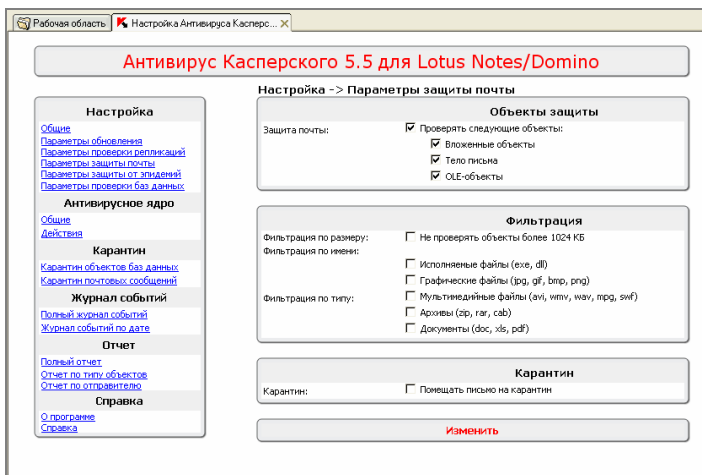 Рабочая область
Настройка Антивируса Касперс...
Антивирус Касперского 5.5 для Lotus Notes/Domino
Настройка
Общие
Параметры обновления
Параметры проверки репликаций
Параметры защиты почты
Параметры защиты от эпидемий
Параметры проверки баз данных
Антивирусное ядро
Общие
Действия
Карантин
Карантин объектов баз данных
Карантин почтовых сообщений
Журнал событий
Полный журнал событий
Журнал событий по дате
Отчет
Полный отчет
Отчет по типу объектов
Отчет по отправителю
Справка
О программе
Справка
Настройка -> Параметры защиты почты
Объекты защиты
Защита почты: Проверять следующие объекты:
Вложенные объекты
Тело письма
OLE-объекты
Фильтрация
Фильтрация по размеру: Не проверять объекты более 1024 КБ
Фильтрация по имени:
Исполняемые файлы (exe, dll)
Графические файлы (jpg, gif, bmp, png)
Фильтрация по типу: Мультимедийные файлы (avi, wmv, wav, mpg, swf)
Архивы (zip, rar, cab)
Документы (doc, xls, pdf)
Карантин
Карантин: Помещать письмо на карантин
Изменить